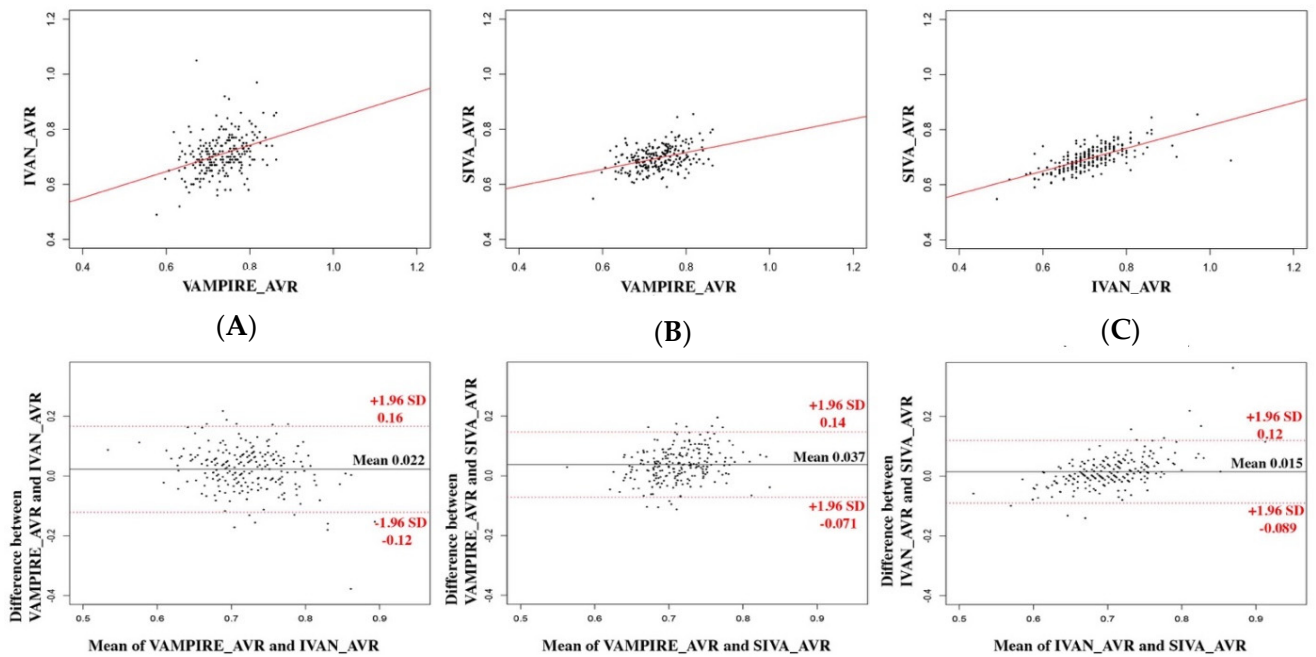 1.2
1.0
0.8
0.6
0.4
IVAN_AVR
0.4 0.6 0.8 1.0 1.2
VAMPIRE_AVR
(A)
1.2
1.0
0.8
0.6
0.4
SIVA_AVR
0.4 0.6 0.8 1.0 1.2
VAMPIRE_AVR
(B)
1.2
1.0
0.8
0.6
0.4
SIVA_AVR
0.4 0.6 0.8 1.0 1.2
IVAN_AVR
(C)
Difference between
VAMPIRE_AVR and IVAN_AVR
0.2
0.0
-0.2
-0.4
+1.96 SD
0.16
Mean 0.022
-1.96 SD
-0.12
0.5 0.6 0.7 0.8 0.9
Mean of VAMPIRE_AVR and IVAN_AVR
Difference between
VAMPIRE_AVR and SIVA_AVR
0.2
0.0
-0.2
-0.4
+1.96 SD
0.14
Mean 0.037
+1.96 SD
-0.071
0.5 0.6 0.7 0.8 0.9
Mean of VAMPIRE_AVR and SIVA_AVR
Difference between
IVAN_AVR and SIVA_AVR
0.2
0.0
-0.2
-0.4
+1.96 SD
0.12
Mean 0.015
+1.96 SD
-0.089
0.5 0.6 0.7 0.8 0.9
Mean of IVAN_AVR and SIVA_AVR